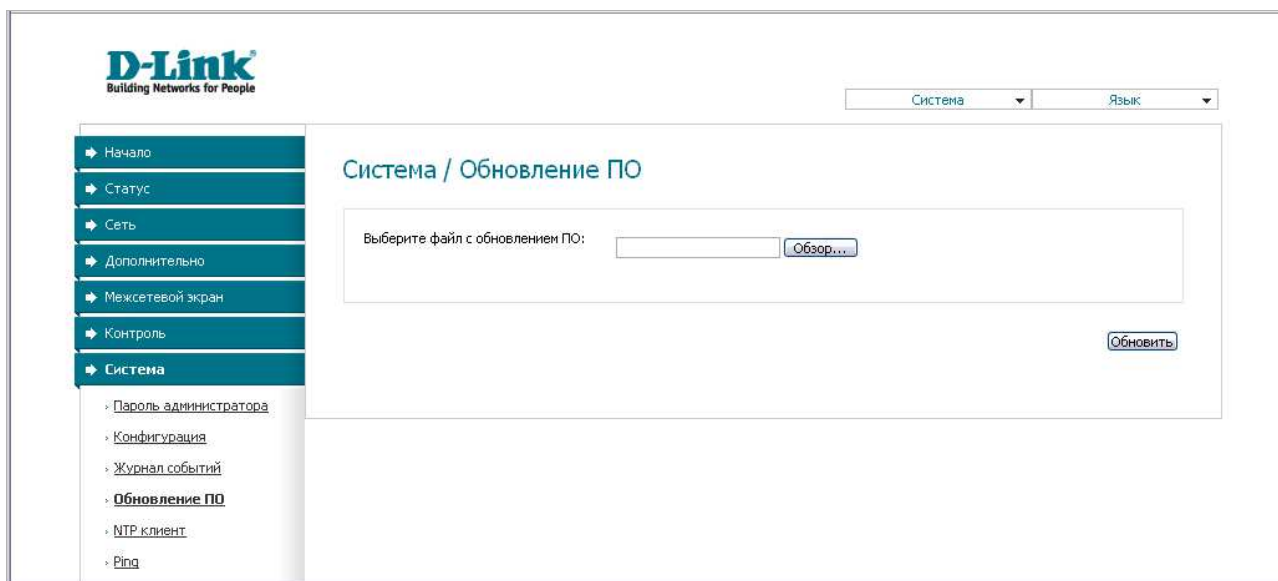 D-Link
Building Networks for People
Система Язык
Начало
Статус
Сеть
Дополнительно
Межсетевой экран
Контроль
Система
Пароль администратора
Конфигурация
Журнал событий
Обновление ПО
NTP клиент
Ping
Система / Обновление ПО
Выберите файл с обновлением ПО: Обзор...
Обновить